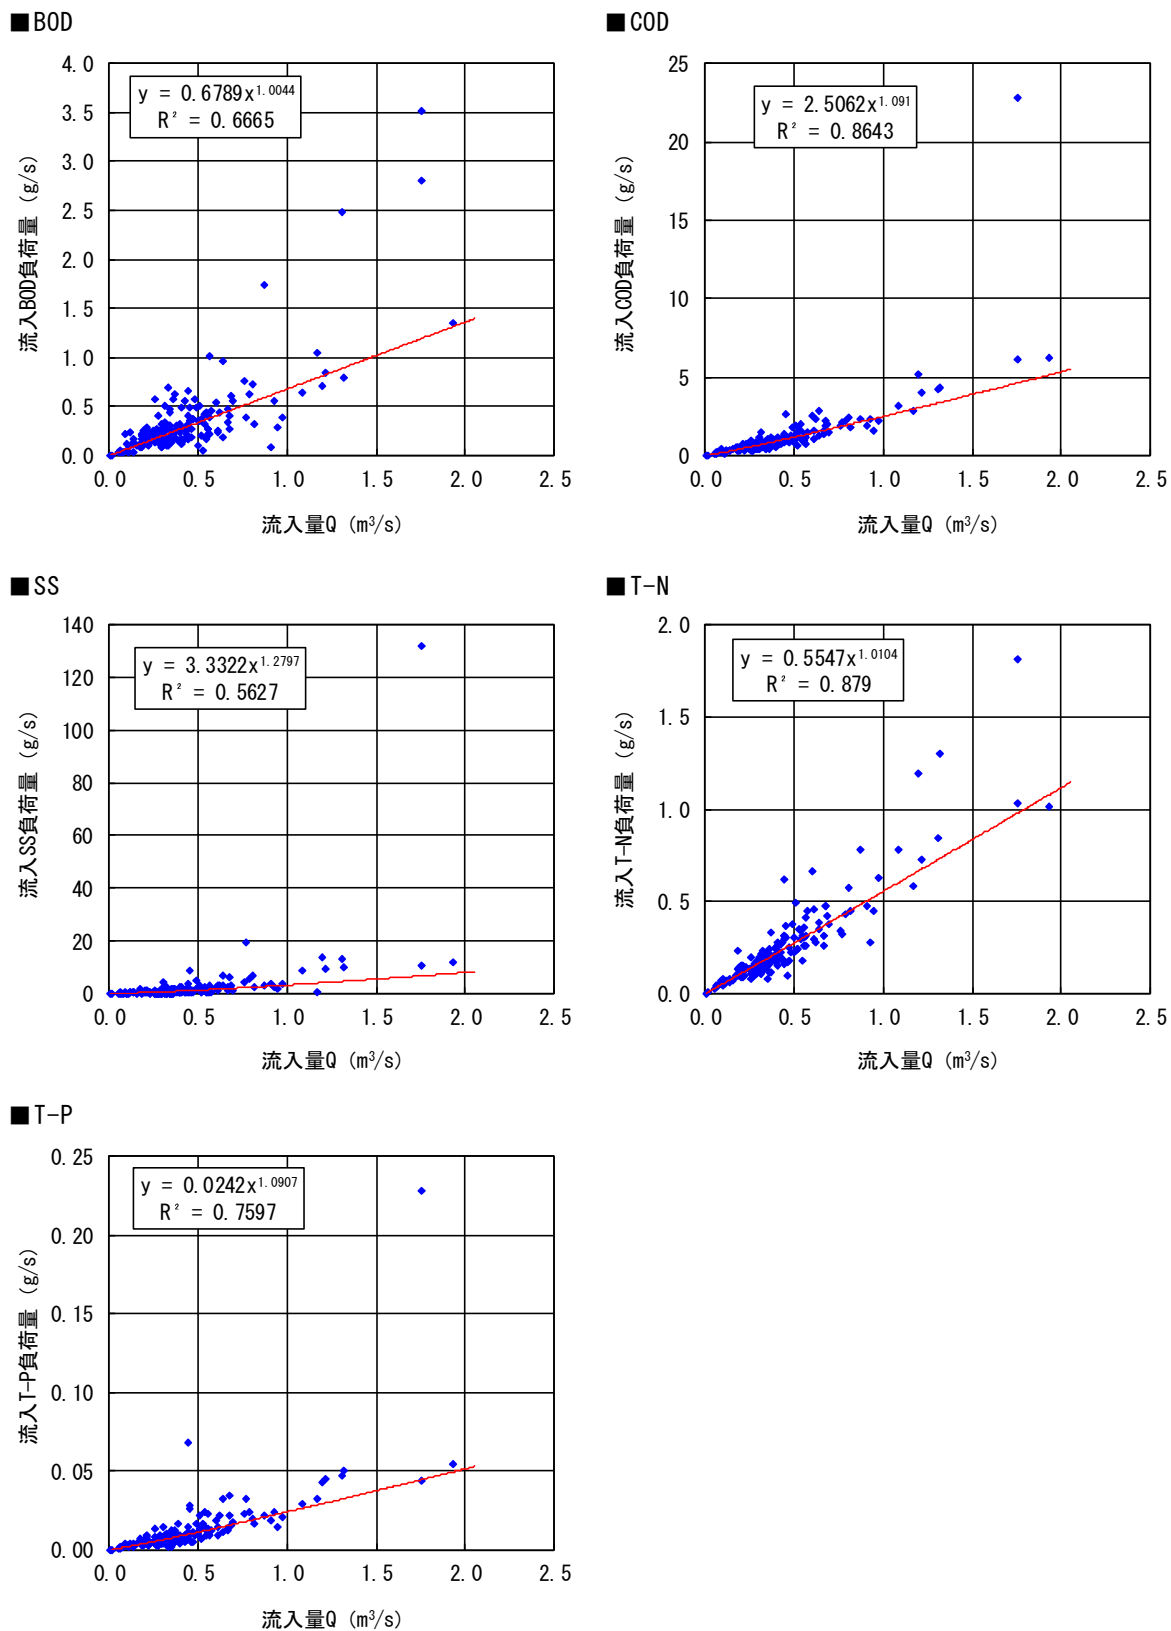 ■BOD
4.0
3.5
3.0
2.5
2.0
1.5
1.0
0.5
0.0
y = 0.6789x^1.0044
R² = 0.6665
流入BOD負荷量 (g/s)
0.0 0.5 1.0 1.5 2.0 2.5
流入量Q (m³/s)
■COD
25
20
15
10
5
0
y = 2.5062x^1.091
R² = 0.8643
流入COD負荷量 (g/s)
0.0 0.5 1.0 1.5 2.0 2.5
流入量Q (m³/s)
■SS
140
120
100
80
60
40
20
0
y = 3.3322x^1.2797
R² = 0.5627
流入SS負荷量 (g/s)
0.0 0.5 1.0 1.5 2.0 2.5
流入量Q (m³/s)
■T-N
2.0
1.5
1.0
0.5
0.0
y = 0.5547x^1.0104
R² = 0.879
流入T-N負荷量 (g/s)
0.0 0.5 1.0 1.5 2.0 2.5
流入量Q (m³/s)
■T-P
0.25
0.20
0.15
0.10
0.05
0.00
y = 0.0242x^1.0907
R² = 0.7597
流入T-P負荷量 (g/s)
0.0 0.5 1.0 1.5 2.0 2.5
流入量Q (m³/s)